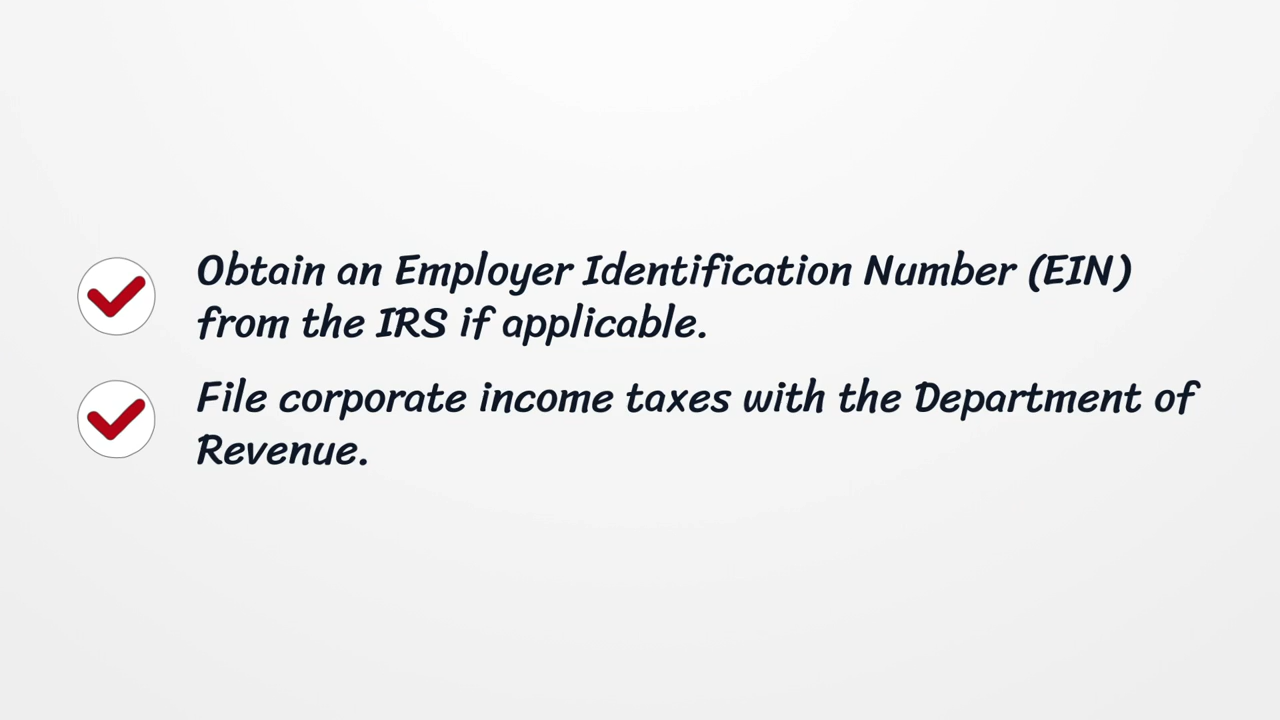 Obtain an Employer Identification Number (EIN)
from the IRS if applicable.
File corporate income taxes with the Department of
Revenue.